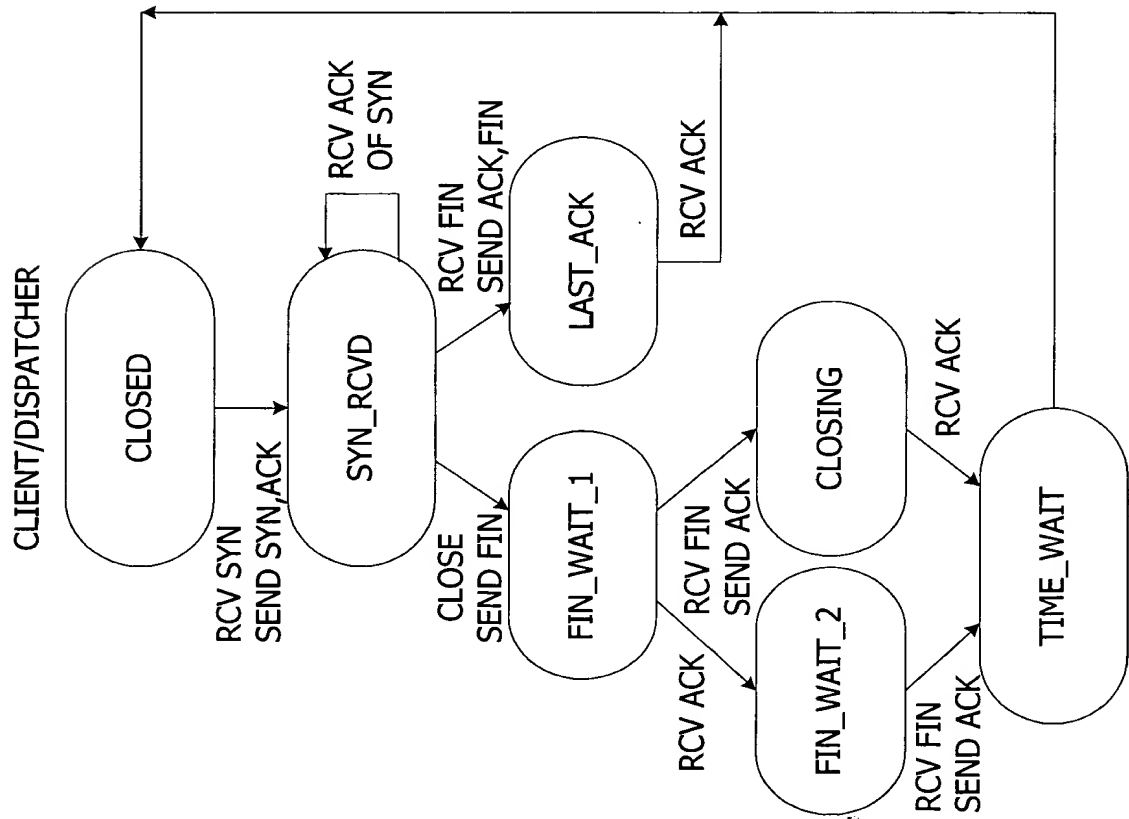 CLIENT/DISPATCHER
CLOSED
RCV SYN
SEND SYN,ACK
SYN_RCVD
RCV ACK
OF SYN
CLOSE
SEND FIN
RCV FIN
SEND ACK,FIN
FIN_WAIT_1
LAST_ACK
RCV ACK
RCV FIN
SEND ACK
RCV ACK
FIN_WAIT_2
CLOSING
RCV FIN
SEND ACK
RCV ACK
TIME_WAIT